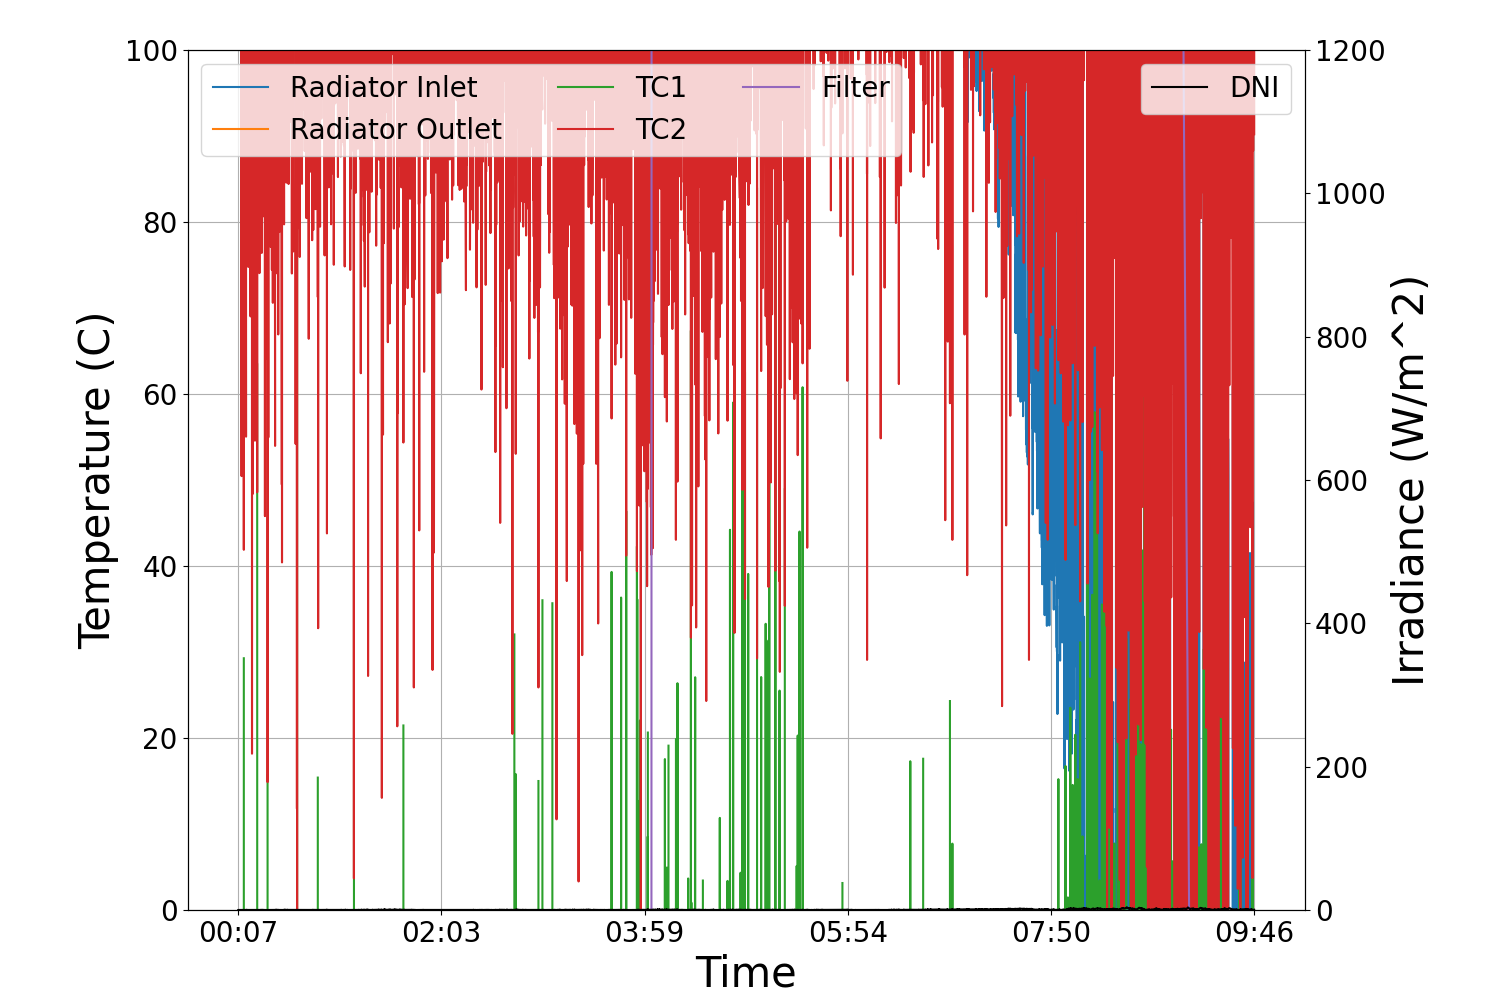 Radiator Inlet
Radiator Outlet
TC1
TC2
Filter
DNI
Temperature (C)
100
80
60
40
20
0
Irradiance (W/m^2)
1200
1000
800
600
400
200
0
00:07 02:03 03:59 05:54 07:50 09:46
Time